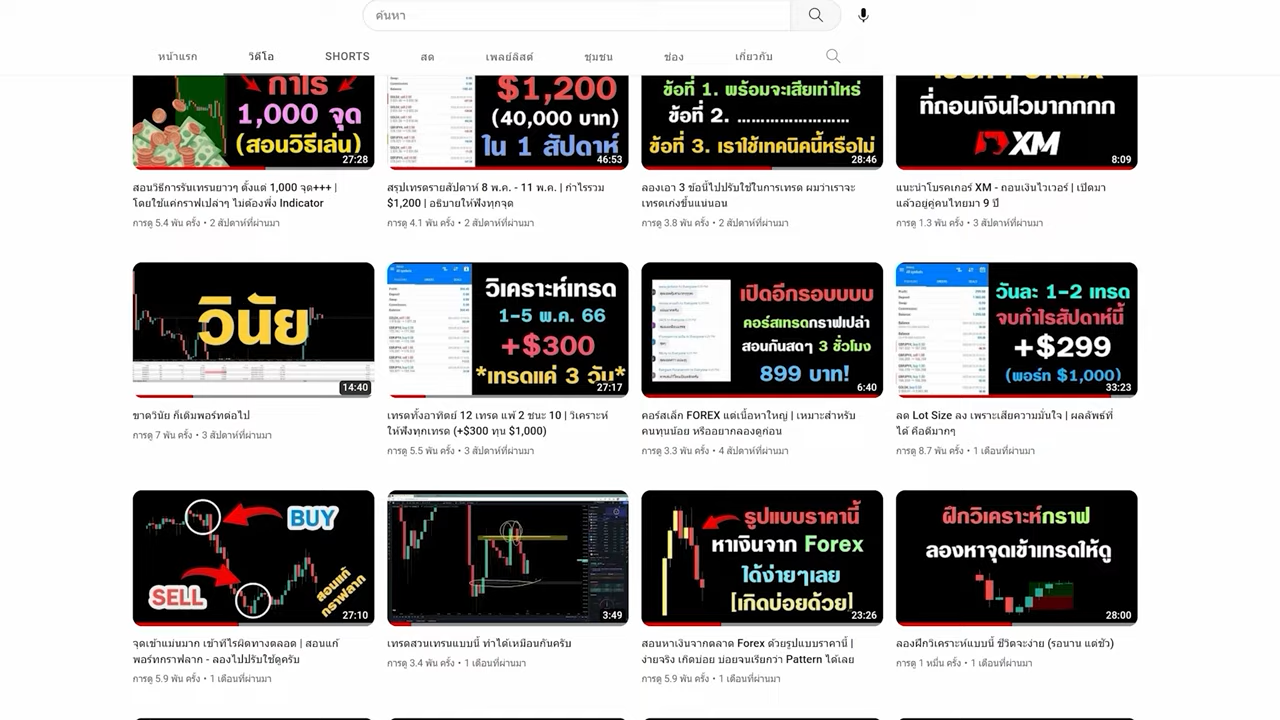 ค้นหา
หน้าแรก
วิดีโอ
SHORTS
สด
เพลย์ลิสต์
ชุมชน
ช่อง
เกี่ยวกับ
กำไร
1,000 จุด
(สอนวิธีเล่น)
27:28
$1,200
(40,000 บาท)
ใน 1 สัปดาห์
46:53
ข้อที่ 1. พร้อมจะเสียเท่าไหร่
ข้อที่ 2. ......................
ข้อที่ 3. เราใช้เทคนิคนี้หรือไม่
28:46
ที่ถอนเงินไวมากกกก
XM
8:09
สอนวิธีการรันเทรนยาวๆ ตั้งแต่ 1,000 จุด+++ |
โดยใช้แค่กราฟเปล่าๆ ไม่ต้องพึ่ง Indicator
การดู 5.4 พัน ครั้ง • 2 สัปดาห์ที่ผ่านมา
สรุปเทรดรายสัปดาห์ 8 พ.ค. - 11 พ.ค. | กำไรรวม
$1,200 | อธิบายให้ฟังทุกจุด
การดู 4.1 พัน ครั้ง • 2 สัปดาห์ที่ผ่านมา
ลองเอา 3 ข้อนี้ไปปรับใช้ในการเทรด ผมว่าเราจะ
เทรดเก่งขึ้นแน่นอน
การดู 3.8 พัน ครั้ง • 2 สัปดาห์ที่ผ่านมา
แนะนำโบรคเกอร์ XM - ถอนเงินไวเวอร์ | เปิดมา
แล้วอยู่คู่คนไทยมา 9 ปี
การดู 1.3 พัน ครั้ง • 3 สัปดาห์ที่ผ่านมา
วินัย
14:40
วิเคราะห์เทรด
1-5 พ.ค. 66
+$300
*เทรดแค่ 3 วัน*
27:17
เปิดอีกรอบบบบ
คอร์สเทรดกราฟเปล่า
สอนกันสดๆ 3 ชั่วโมง
899 บาท!
6:40
วันละ 1-2 เทรด
จบกำไรสัปดาห์นี้
+$299
(พอร์ท $1,000)
33:23
ขาดวินัย ก็เติมพอร์ทต่อไป
การดู 7 พัน ครั้ง • 3 สัปดาห์ที่ผ่านมา
เทรดทั้งอาทิตย์ 12 เทรด แพ้ 2 ชนะ 10 | วิเคราะห์
ให้ฟังทุกเทรด (+$300 ทุน $1,000)
การดู 5.5 พัน ครั้ง • 3 สัปดาห์ที่ผ่านมา
คอร์สเล็ก FOREX แต่เนื้อหาใหญ่ | เหมาะสำหรับ
คนทุนน้อย หรืออยากลองดูก่อน
การดู 3.3 พัน ครั้ง • 4 สัปดาห์ที่ผ่านมา
ลด Lot Size ลง เพราะเสียความมั่นใจ | ผลลัพธ์ที่
ได้ คือดีมากๆ
การดู 8.7 พัน ครั้ง • 1 เดือนที่ผ่านมา
BUY
SELL
สอนแก้
กราฟลาก
27:10
3:49
รูปแบบราคานี้
หาเงินจาก Forex
ได้ง่ายๆเลย
[เกิดบ่อยด้วย]
23:26
ฝึกวิเคราะห์กราฟ
ลองหาจุดเข้าเทรดให้ดู
28:00
จุดเข้าแม่นมาก เข้าทีไรผิดทางตลอด | สอนแก้
พอร์ทกราฟลาก - ลองไปปรับใช้ดูครับ
การดู 5.9 พัน ครั้ง • 1 เดือนที่ผ่านมา
เทรดสวนเทรนแบบนี้ ทำได้เหมือนกันครับ
การดู 3.4 พัน ครั้ง • 1 เดือนที่ผ่านมา
สอนหาเงินจากตลาด Forex ด้วยรูปแบบราคานี้ |
ง่ายจริง เกิดบ่อย บ่อยจนเรียกว่า Pattern ได้เลย
การดู 5.9 พัน ครั้ง • 1 เดือนที่ผ่านมา
ลองฝึกวิเคราะห์แบบนี้ ชีวิตจะง่าย (รอนาน แต่ชัว)
การดู 1 หมื่น ครั้ง • 1 เดือนที่ผ่านมา